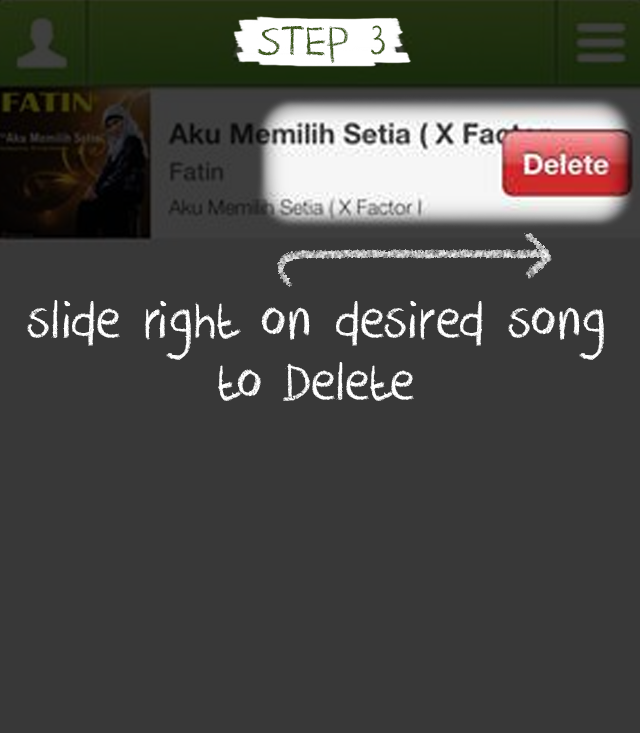 STEP 3
FATIN
"Aku Memilih Setia"
Aku Memilih Setia ( X Factor
Delete
Fatin
Aku Memilih Setia ( X Factor I
slide right on desired song
to Delete